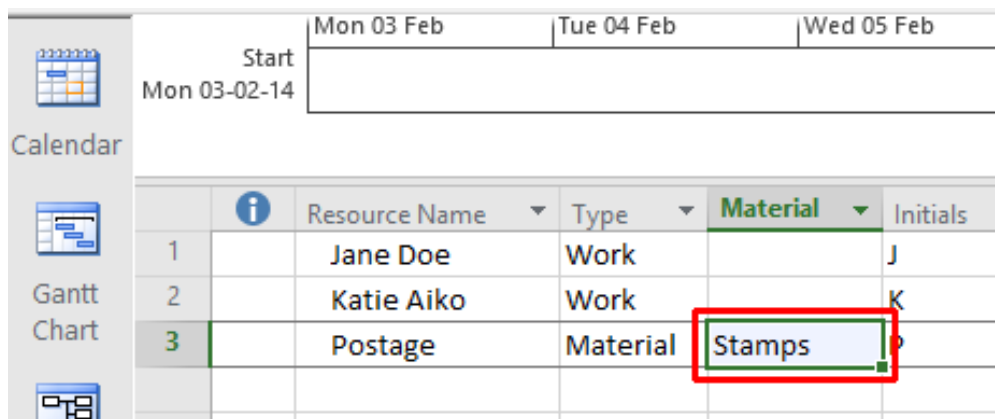 Mon 03 Feb Tue 04 Feb Wed 05 Feb
Start
Mon 03-02-14
Calendar
Resource Name Type Material Initials
1 Jane Doe Work J
2 Katie Aiko Work K
3 Postage Material Stamps P
Gantt
Chart